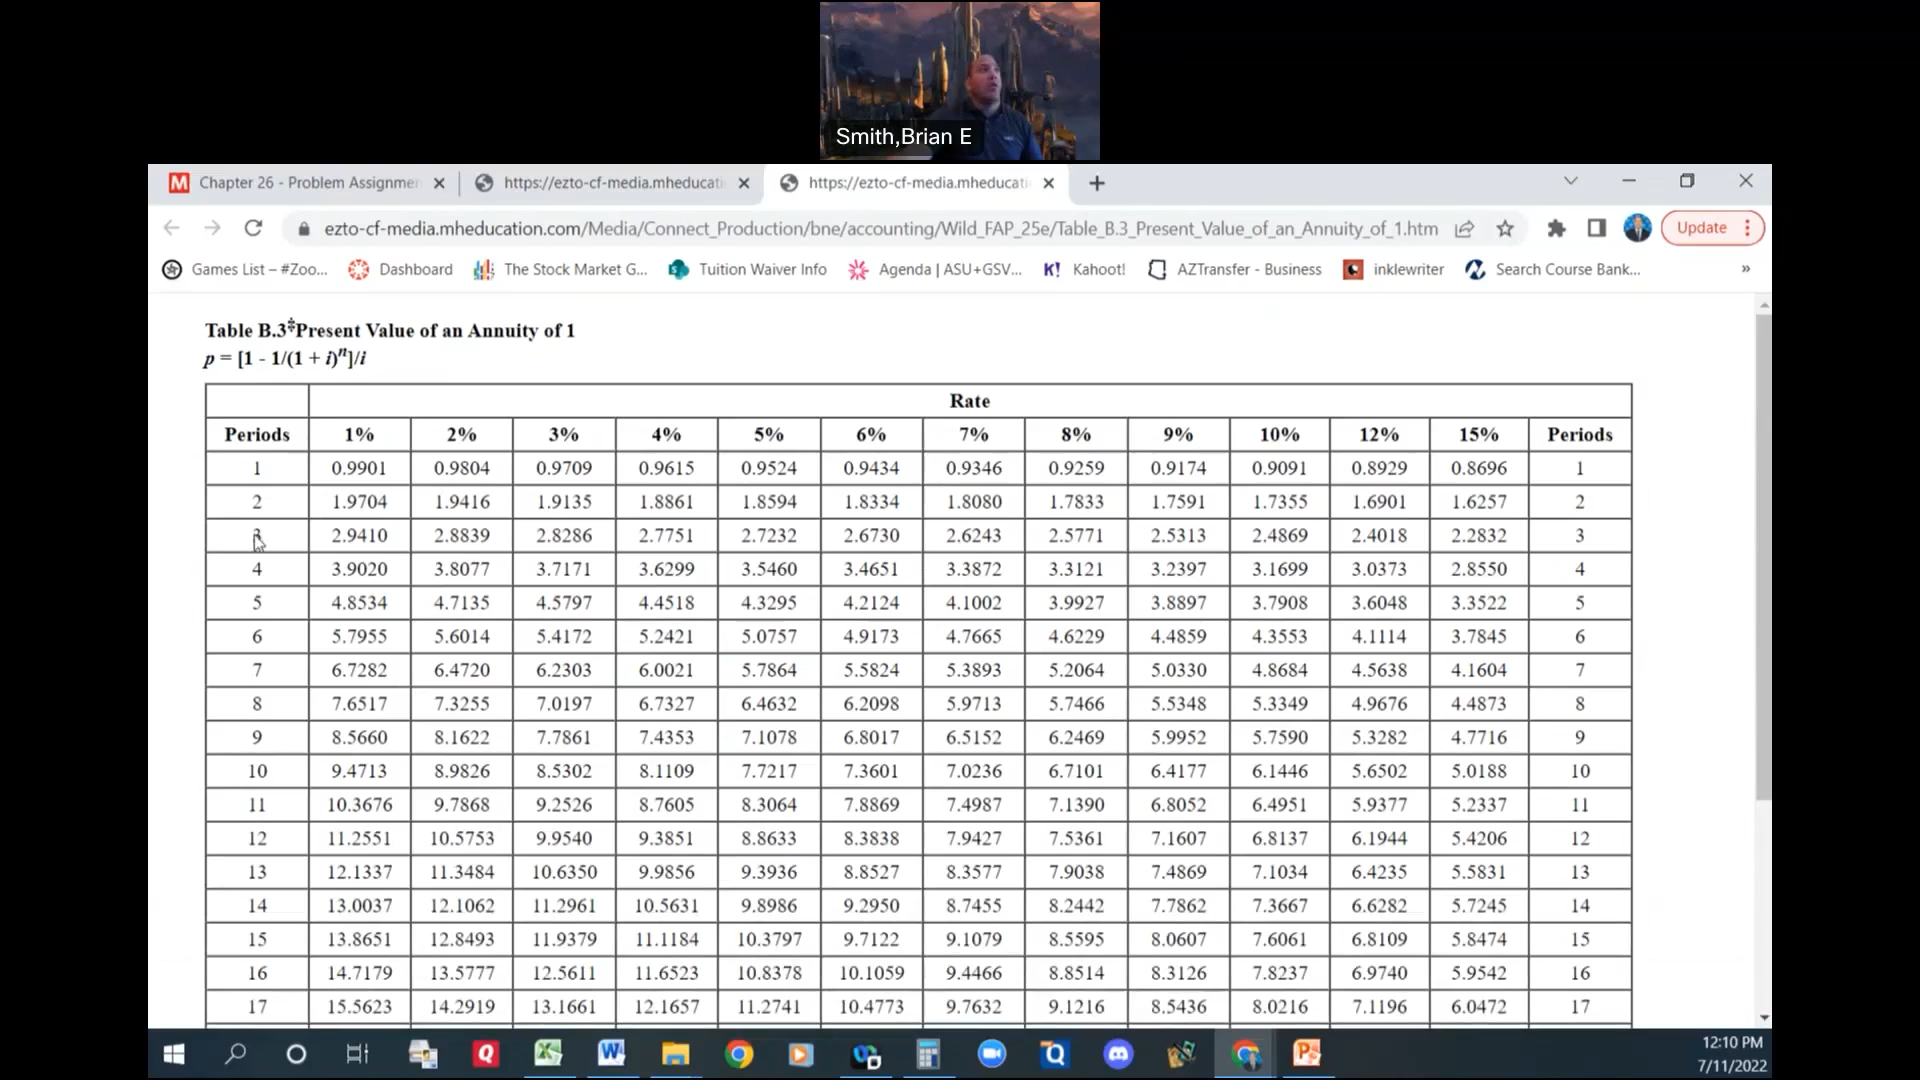 Smith,Brian E
Chapter 26 - Problem Assignmen
https://ezto-cf-media.mheducati
https://ezto-cf-media.mheducati
ezto-cf-media.mheducation.com/Media/Connect_Production/bne/accounting/Wild_FAP_25e/Table_B.3_Present_Value_of_an_Annuity_of_1.htm
Update
Games List – #Zoo... Dashboard The Stock Market G... Tuition Waiver Info Agenda | ASU+GSV... K! Kahoot! AZTransfer - Business inklewriter Search Course Bank... »
Table B.3‡Present Value of an Annuity of 1
p = [1 - 1/(1 + i)ⁿ]/i
Rate
Periods 1% 2% 3% 4% 5% 6% 7% 8% 9% 10% 12% 15% Periods
1 0.9901 0.9804 0.9709 0.9615 0.9524 0.9434 0.9346 0.9259 0.9174 0.9091 0.8929 0.8696 1
2 1.9704 1.9416 1.9135 1.8861 1.8594 1.8334 1.8080 1.7833 1.7591 1.7355 1.6901 1.6257 2
3 2.9410 2.8839 2.8286 2.7751 2.7232 2.6730 2.6243 2.5771 2.5313 2.4869 2.4018 2.2832 3
4 3.9020 3.8077 3.7171 3.6299 3.5460 3.4651 3.3872 3.3121 3.2397 3.1699 3.0373 2.8550 4
5 4.8534 4.7135 4.5797 4.4518 4.3295 4.2124 4.1002 3.9927 3.8897 3.7908 3.6048 3.3522 5
6 5.7955 5.6014 5.4172 5.2421 5.0757 4.9173 4.7665 4.6229 4.4859 4.3553 4.1114 3.7845 6
7 6.7282 6.4720 6.2303 6.0021 5.7864 5.5824 5.3893 5.2064 5.0330 4.8684 4.5638 4.1604 7
8 7.6517 7.3255 7.0197 6.7327 6.4632 6.2098 5.9713 5.7466 5.5348 5.3349 4.9676 4.4873 8
9 8.5660 8.1622 7.7861 7.4353 7.1078 6.8017 6.5152 6.2469 5.9952 5.7590 5.3282 4.7716 9
10 9.4713 8.9826 8.5302 8.1109 7.7217 7.3601 7.0236 6.7101 6.4177 6.1446 5.6502 5.0188 10
11 10.3676 9.7868 9.2526 8.7605 8.3064 7.8869 7.4987 7.1390 6.8052 6.4951 5.9377 5.2337 11
12 11.2551 10.5753 9.9540 9.3851 8.8633 8.3838 7.9427 7.5361 7.1607 6.8137 6.1944 5.4206 12
13 12.1337 11.3484 10.6350 9.9856 9.3936 8.8527 8.3577 7.9038 7.4869 7.1034 6.4235 5.5831 13
14 13.0037 12.1062 11.2961 10.5631 9.8986 9.2950 8.7455 8.2442 7.7862 7.3667 6.6282 5.7245 14
15 13.8651 12.8493 11.9379 11.1184 10.3797 9.7122 9.1079 8.5595 8.0607 7.6061 6.8109 5.8474 15
16 14.7179 13.5777 12.5611 11.6523 10.8378 10.1059 9.4466 8.8514 8.3126 7.8237 6.9740 5.9542 16
17 15.5623 14.2919 13.1661 12.1657 11.2741 10.4773 9.7632 9.1216 8.5436 8.0216 7.1196 6.0472 17
12:10 PM
7/11/2022